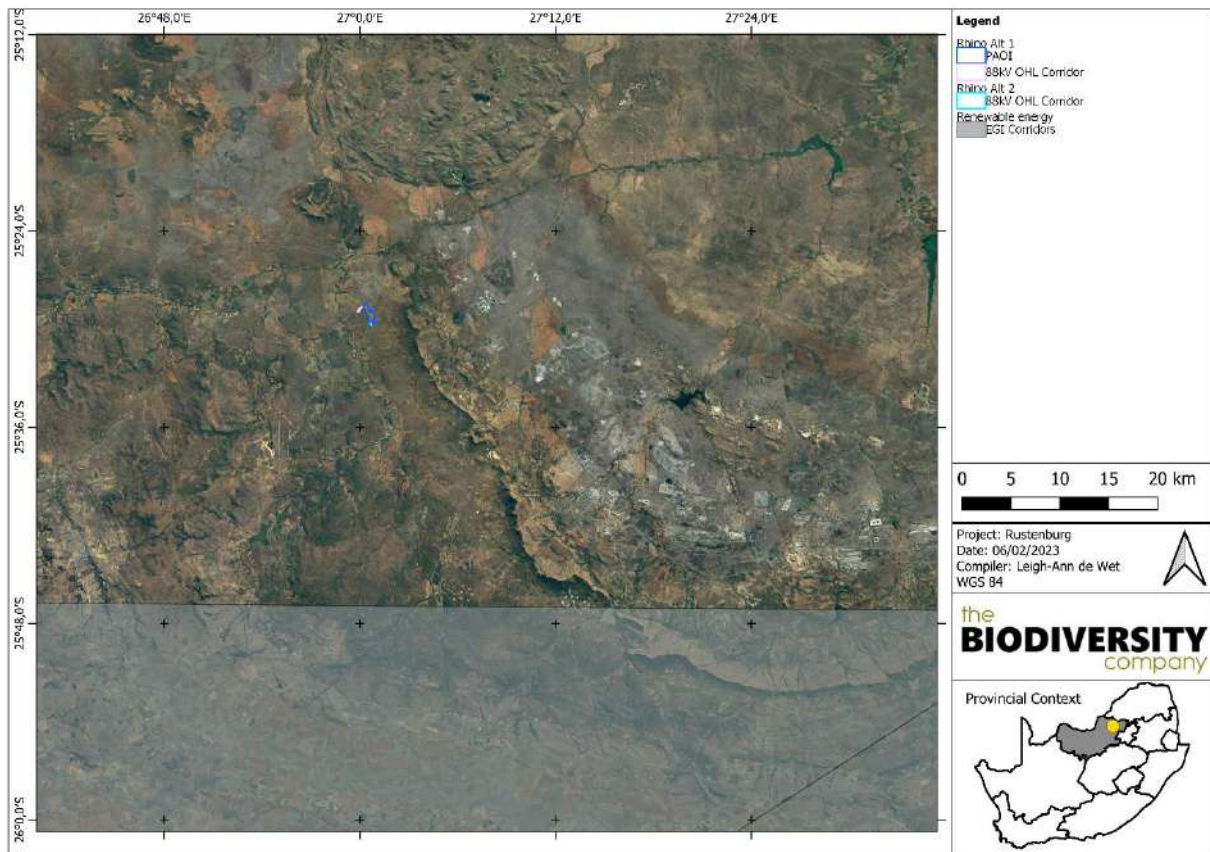 26°48,0'E
27°0,0'E
27°12,0'E
27°24,0'E
25°12,0'S
25°24,0'S
25°36,0'S
25°48,0'S
26°0,0'S
Legend
Rhino Alt 1
PAOI
88kV OHL Corridor
Rhino Alt 2
88kV OHL Corridor
Renewable energy
EGI Corridors
0 5 10 15 20 km
Project: Rustenburg
Date: 06/02/2023
Compiler: Leigh-Ann de Wet
WGS 84
the
BIODIVERSITY
company
Provincial Context